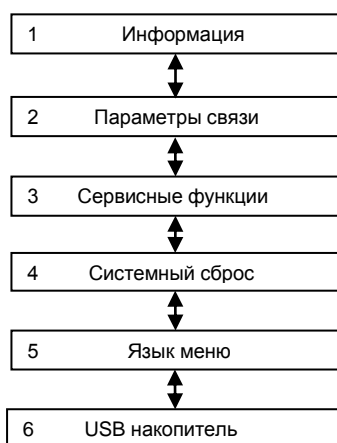 1 Информация
2 Параметры связи
3 Сервисные функции
4 Системный сброс
5 Язык меню
6 USB накопитель